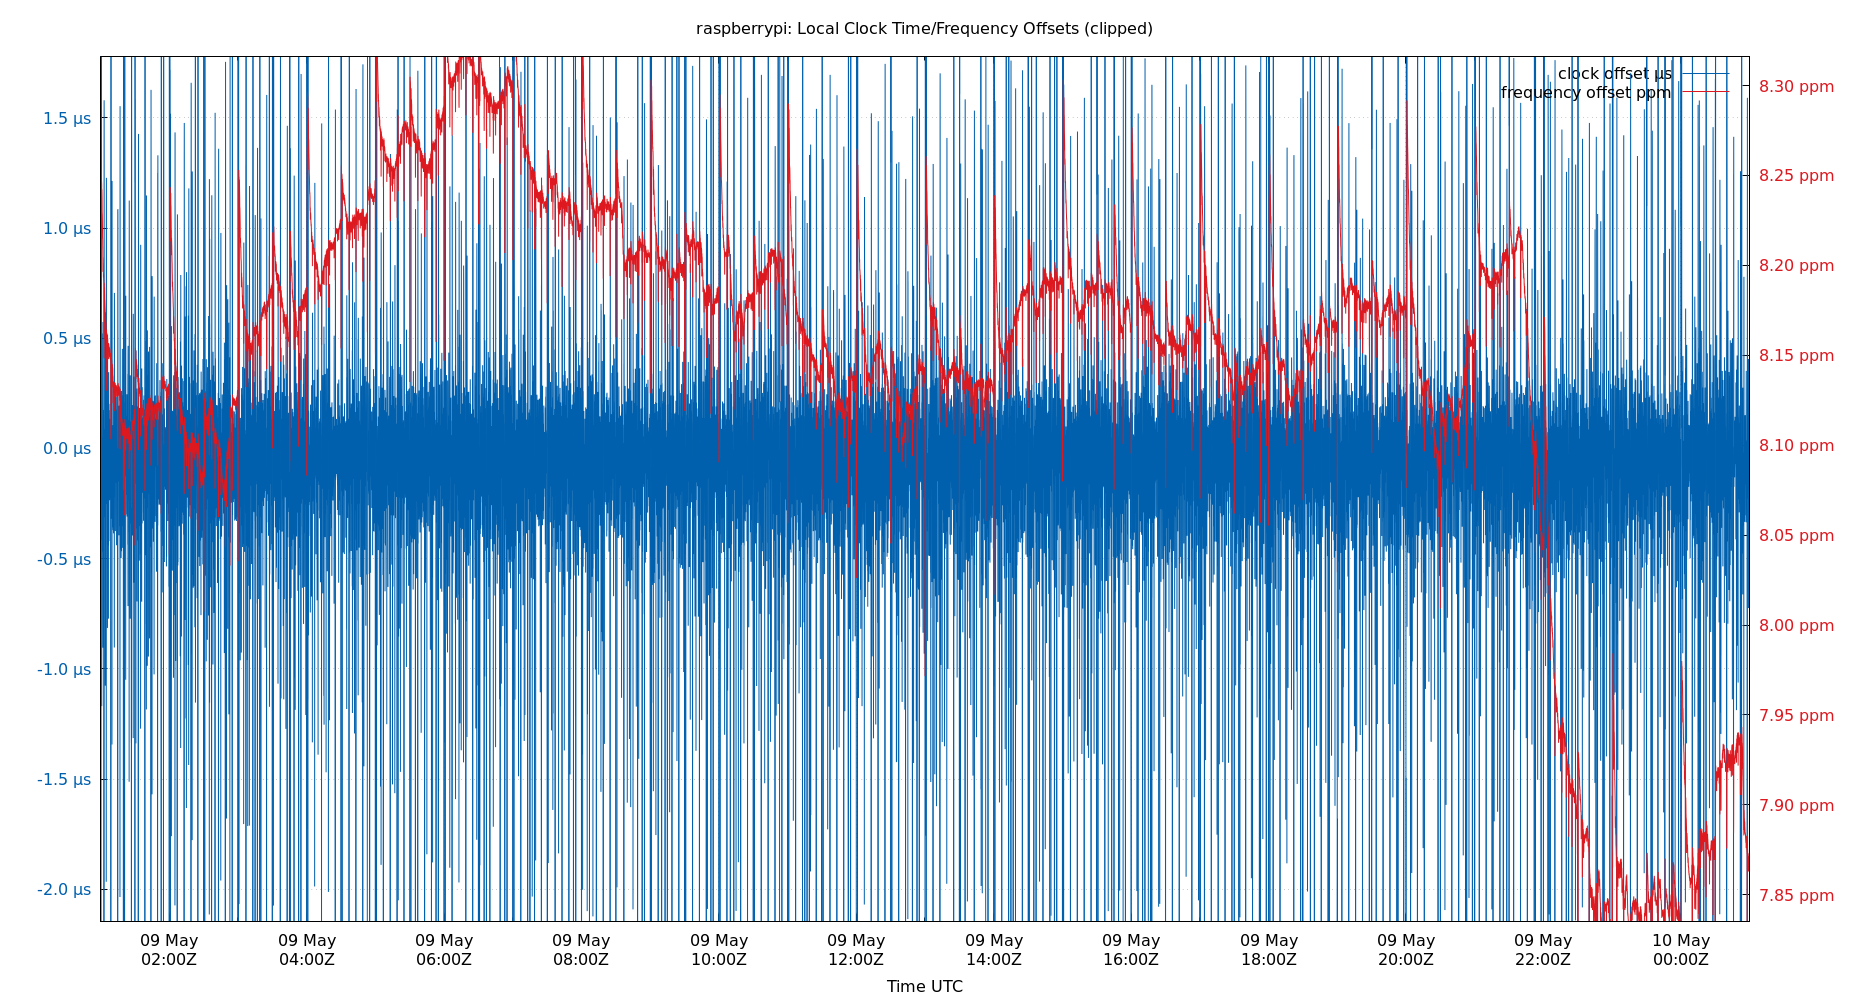 raspberrypi: Local Clock Time/Frequency Offsets (clipped)
clock offset µs
frequency offset ppm
1.5 µs
1.0 µs
0.5 µs
0.0 µs
-0.5 µs
-1.0 µs
-1.5 µs
-2.0 µs
8.30 ppm
8.25 ppm
8.20 ppm
8.15 ppm
8.10 ppm
8.05 ppm
8.00 ppm
7.95 ppm
7.90 ppm
7.85 ppm
09 May 09 May 09 May 09 May 09 May 09 May 09 May 09 May 09 May 09 May 09 May 10 May
02:00Z 04:00Z 06:00Z 08:00Z 10:00Z 12:00Z 14:00Z 16:00Z 18:00Z 20:00Z 22:00Z 00:00Z
Time UTC